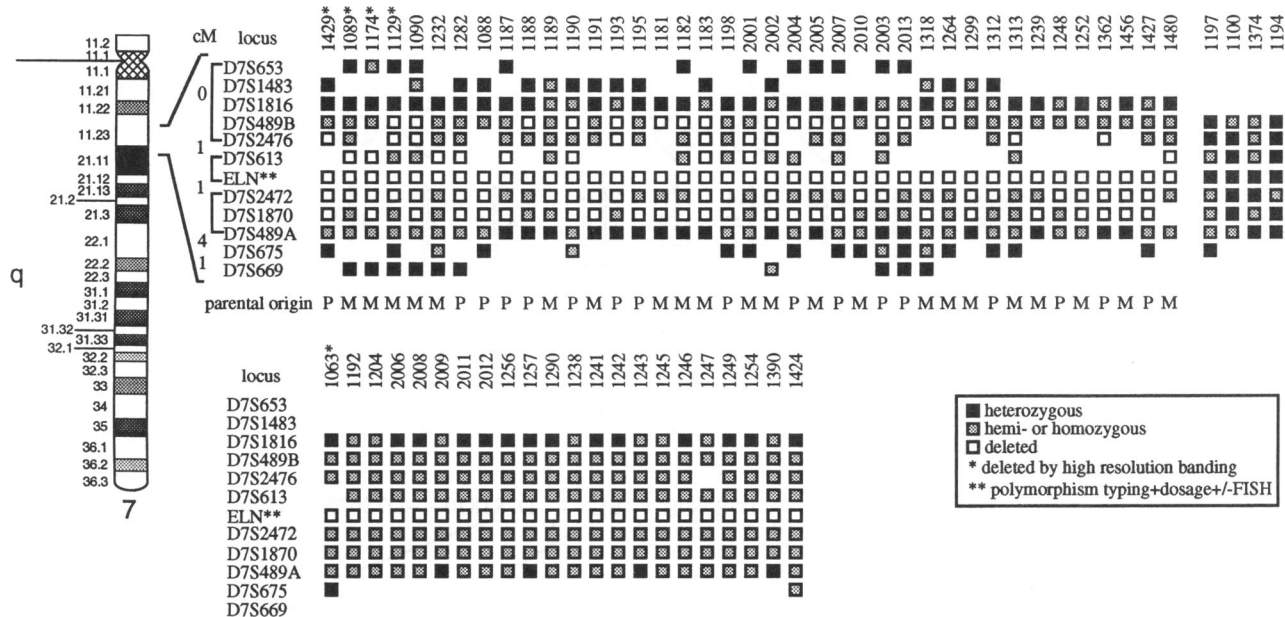 cM locus 1429* 1089* 1174* 1129* 1090 1232 1282 1088 1187 1188 1189 1190 1191 1193 1195 1181 1182 1183 1198 2001 2002 2004 2005 2007 2010 2003 2013 1318 1264 1299 1312 1313 1239 1248 1252 1362 1456 1427 1480 1197 1100 1374 1194
11.2
11.1
11.1
11.21
11.22
11.23
21.11
21.12
21.13
21.2
21.3
22.1
22.2
22.3
31.1
31.2
31.31
31.32
31.33
32.1
32.2
32.3
33
34
35
36.1
36.2
36.3
q
7
0
1
1
4
1
D7S653
D7S1483
D7S1816
D7S489B
D7S2476
D7S613
ELN**
D7S2472
D7S1870
D7S489A
D7S675
D7S669
parental origin P M M M M M P P P P M P M P M M M M P M M P M M P M P M M M P M P M M P M P M
locus 1063* 1192 1204 2006 2008 2009 2011 2012 1256 1257 1290 1238 1241 1242 1243 1245 1246 1247 1249 1254 1390 1424
D7S653
D7S1483
D7S1816
D7S489B
D7S2476
D7S613
ELN**
D7S2472
D7S1870
D7S489A
D7S675
D7S669
heterozygous
hemi- or homozygous
deleted
* deleted by high resolution banding
** polymorphism typing+dosage+/-FISH